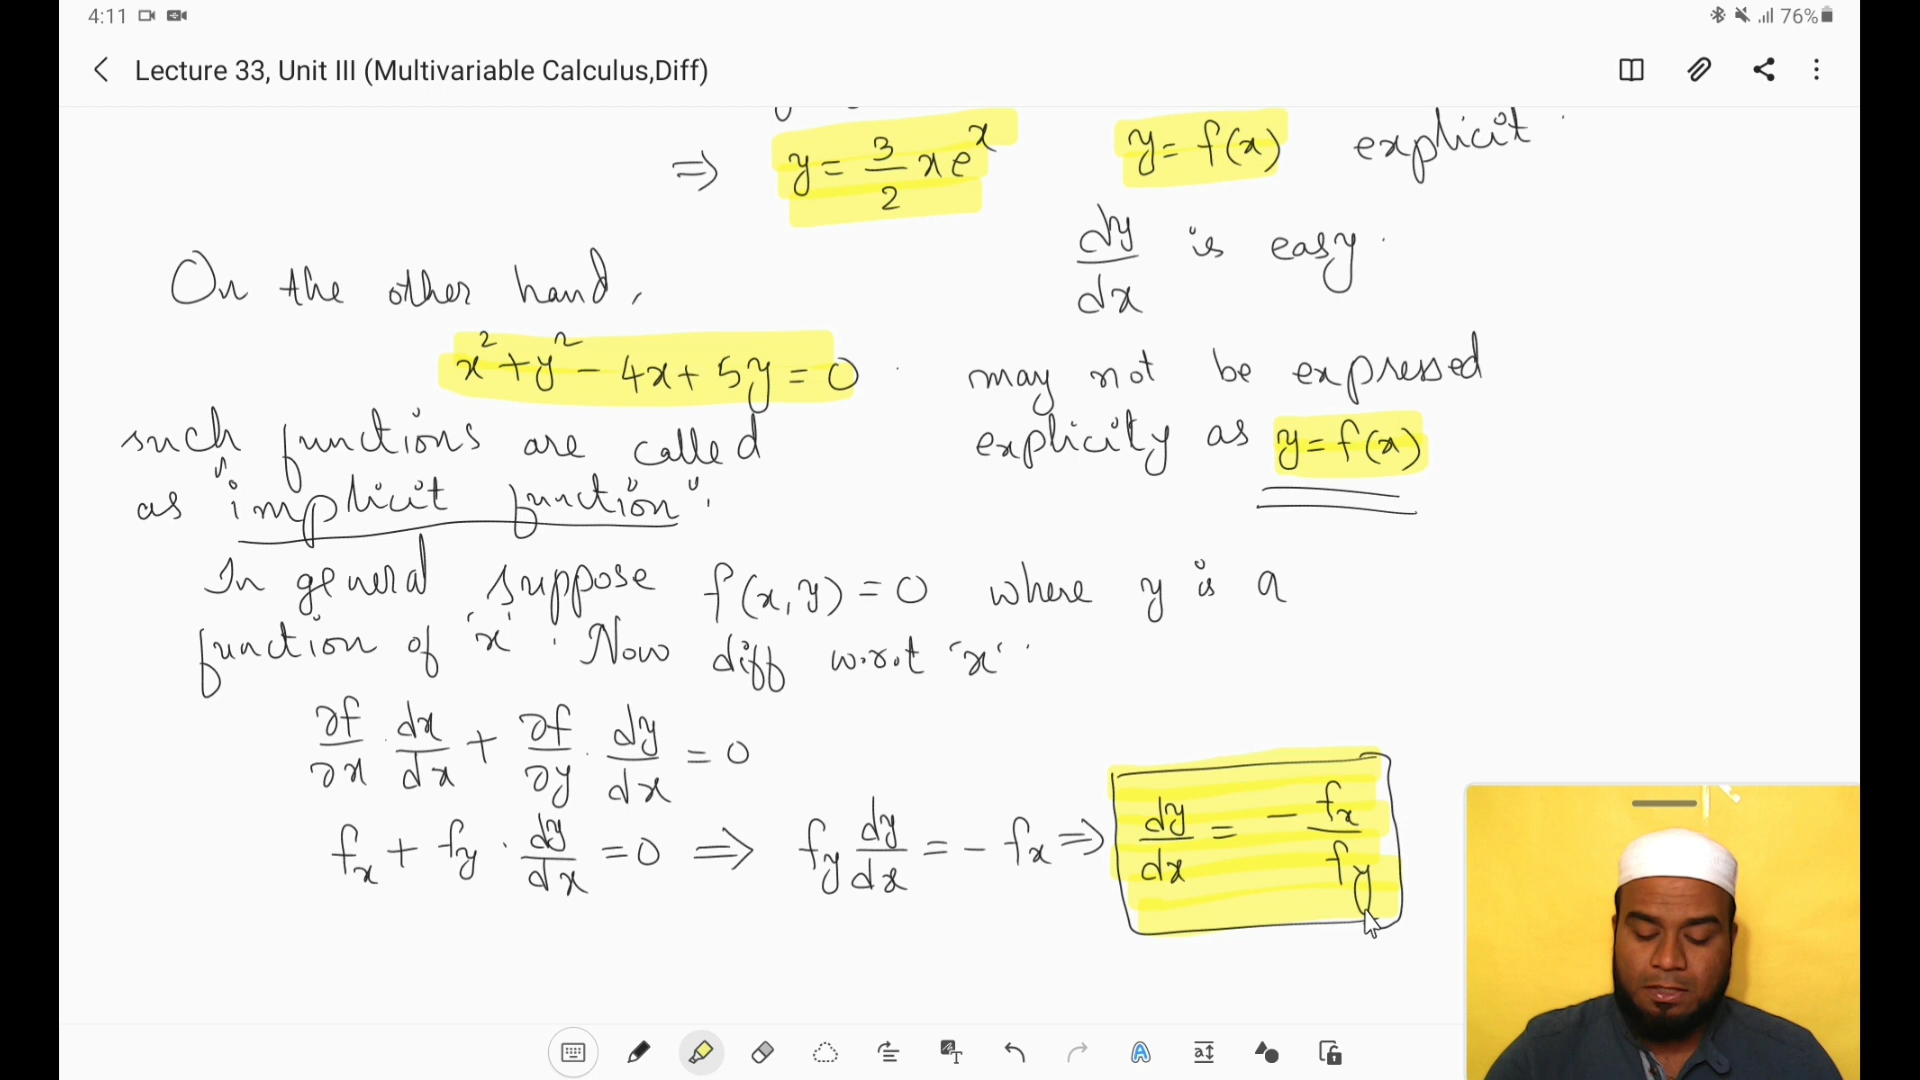 4:11 76%
Lecture 33, Unit III (Multivariable Calculus,Diff)
⇒ y = 3/2 x e^x y = f(x) explicit.
dy/dx is easy.
On the other hand,
x² + y² - 4x + 5y = 0. may not be expressed
explicity as y = f(x)
such functions are called
as "implicit function".
In general suppose f(x,y) = 0 where y is a
function of 'x'. Now diff w.r.t 'x'.
∂f/∂x · dx/dx + ∂f/∂y · dy/dx = 0
fx + fy · dy/dx = 0 ⇒ fy dy/dx = - fx ⇒ dy/dx = - fx/fy